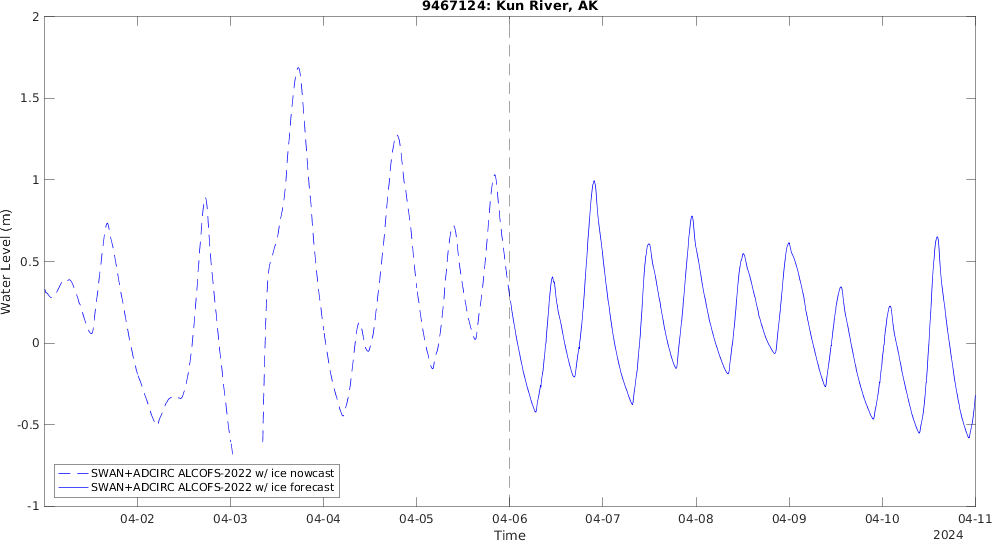 9467124: Kun River, AK
Water Level (m)
2
1.5
1
0.5
0
-0.5
-1
SWAN+ADCIRC ALCOFS-2022 w/ ice nowcast
SWAN+ADCIRC ALCOFS-2022 w/ ice forecast
04-02 04-03 04-04 04-05 04-06 04-07 04-08 04-09 04-10 04-11
Time
2024